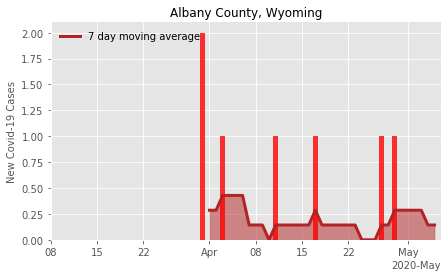 Albany County, Wyoming
2.00
1.75
1.50
1.25
1.00
0.75
0.50
0.25
0.00
New Covid-19 Cases
7 day moving average
08 15 22 Apr 08 15 22 May
2020-May